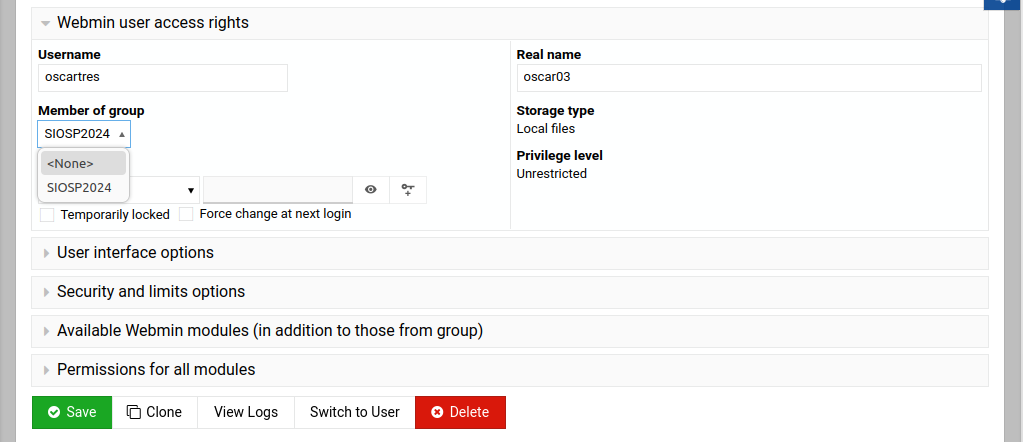 Webmin user access rights
Username
oscartres
Real name
oscar03
Member of group
SIOSP2024
<None>
SIOSP2024
Storage type
Local files
Privilege level
Unrestricted
Temporarily locked Force change at next login
User interface options
Security and limits options
Available Webmin modules (in addition to those from group)
Permissions for all modules
Save Clone View Logs Switch to User Delete